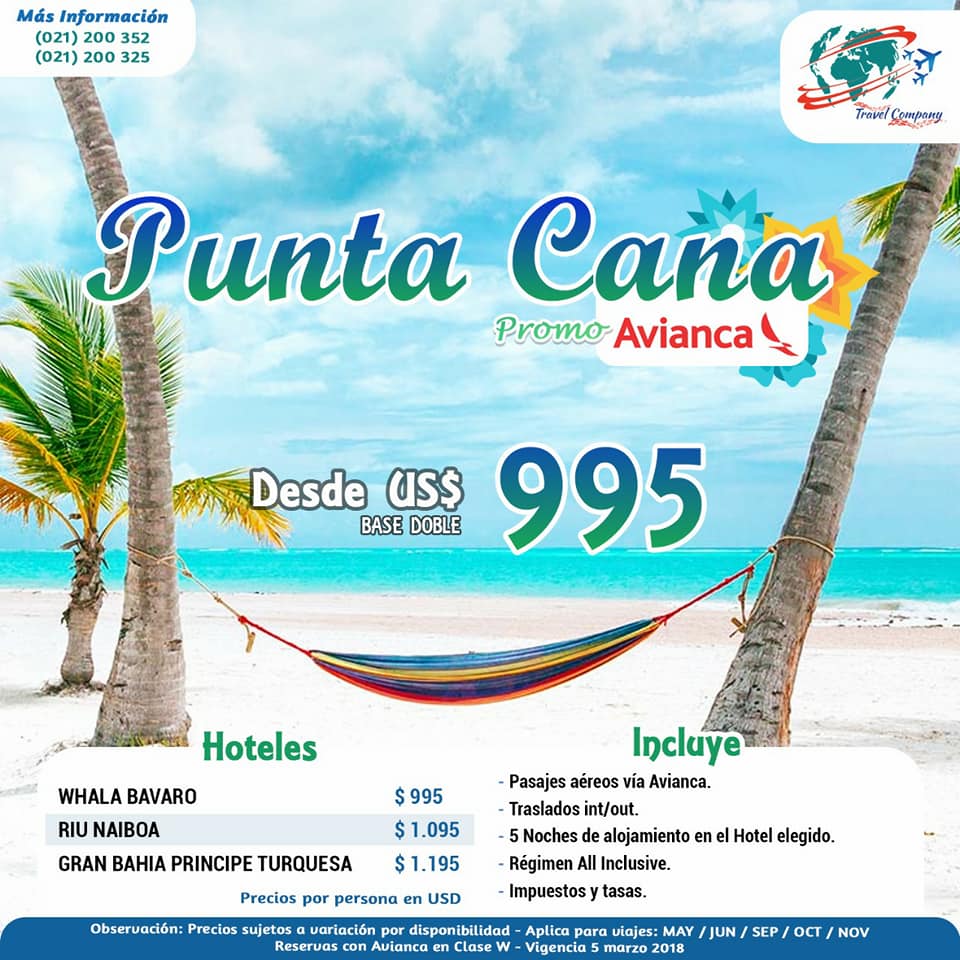 Más Información
(021) 200 352
(021) 200 325
Travel Company
Punta Cana
Promo Avianca
Desde US$ 995
BASE DOBLE
Hoteles
WHALA BAVARO $ 995
RIU NAIBOA $ 1.095
GRAN BAHIA PRINCIPE TURQUESA $ 1.195
Precios por persona en USD
Incluye
- Pasajes aéreos vía Avianca.
- Traslados int/out.
- 5 Noches de alojamiento en el Hotel elegido.
- Régimen All Inclusive.
- Impuestos y tasas.
Observación: Precios sujetos a variación por disponibilidad - Aplica para viajes: MAY / JUN / SEP / OCT / NOV
Reservas con Avianca en Clase W - Vigencia 5 marzo 2018